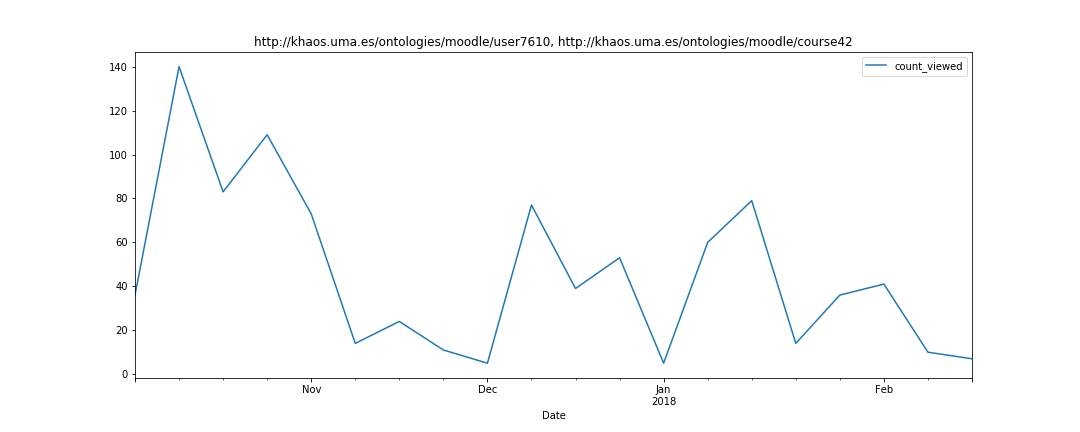 http://khaos.uma.es/ontologies/moodle/user7610, http://khaos.uma.es/ontologies/moodle/course42
count_viewed
140
120
100
80
60
40
20
0
Nov
Dec
Jan
2018
Feb
Date